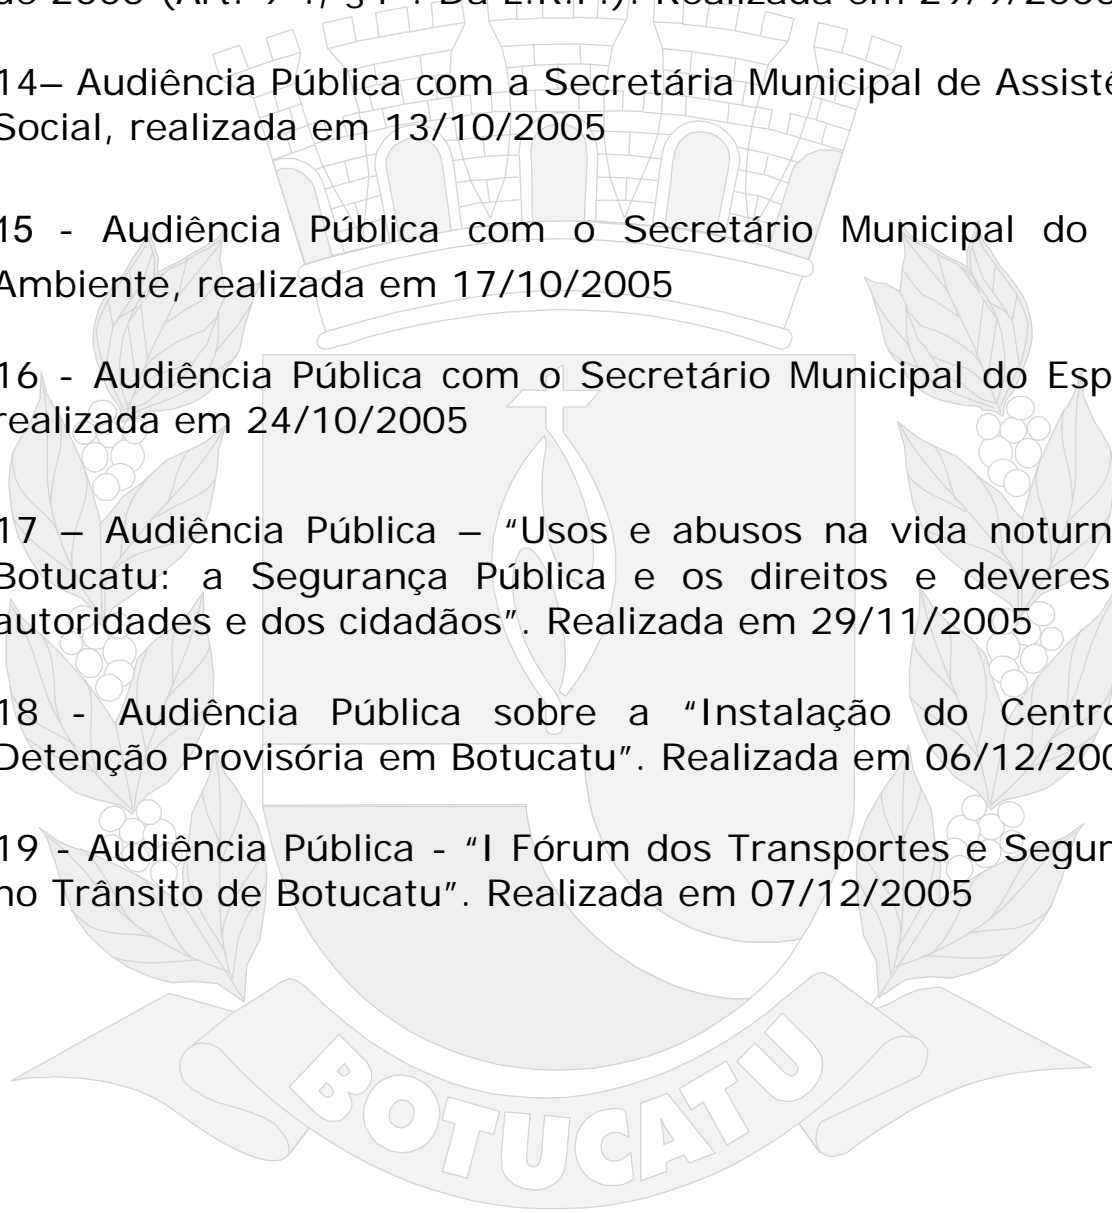 14– Audiência Pública com a Secretária Municipal de Assistê
Social, realizada em 13/10/2005
15 - Audiência Pública com o Secretário Municipal do
Ambiente, realizada em 17/10/2005
16 - Audiência Pública com o Secretário Municipal do Esp
realizada em 24/10/2005
17 – Audiência Pública – “Usos e abusos na vida noturn
Botucatu: a Segurança Pública e os direitos e deveres
autoridades e dos cidadãos”. Realizada em 29/11/2005
18 - Audiência Pública sobre a “Instalação do Centro
Detenção Provisória em Botucatu”. Realizada em 06/12/200
19 - Audiência Pública - “I Fórum dos Transportes e Segur
no Trânsito de Botucatu”. Realizada em 07/12/2005
BOTUCATU